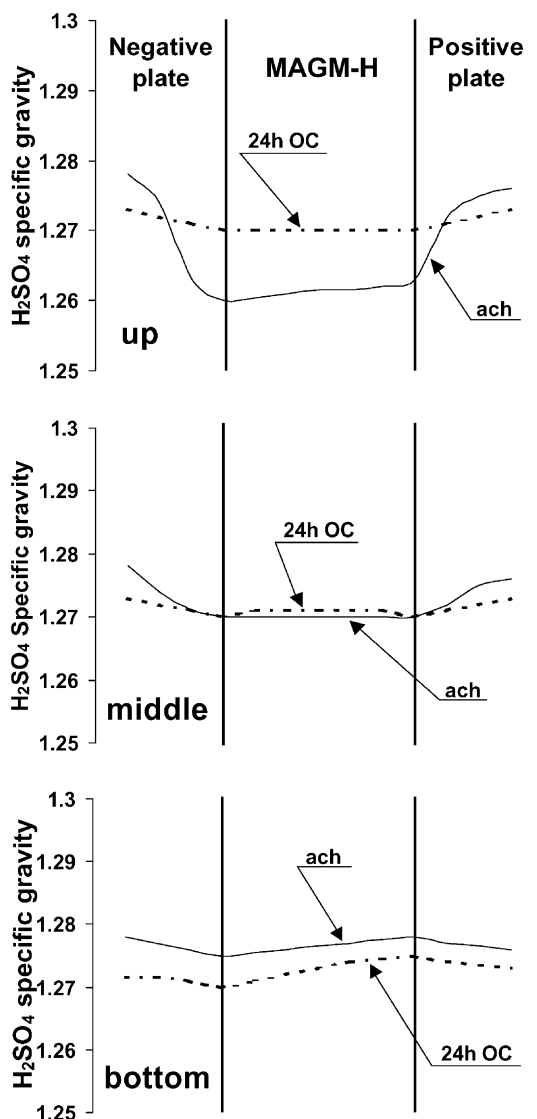 1.3
Negative
plate
MAGM-H
Positive
plate
1.29
24h OC
1.28
1.27
1.26
ach
up
1.25
H2SO4 specific gravity
1.3
1.29
24h OC
1.28
1.27
1.26
ach
middle
1.25
H2SO4 Specific gravity
1.3
ach
1.29
1.28
1.27
1.26
24h OC
bottom
1.25
H2SO4 specific gravity